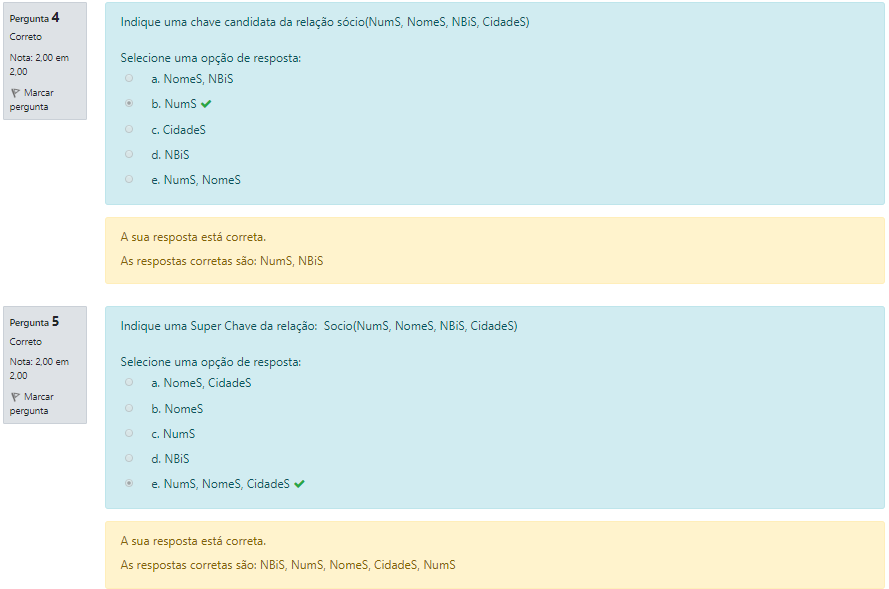 Pergunta 4
Correto
Nota: 2,00 em
2,00
Marcar
pergunta
Indique uma chave candidata da relação sócio(NumS, NomeS, NBiS, CidadeS)
Selecione uma opção de resposta:
a. NomeS, NBiS
b. NumS
c. CidadeS
d. NBiS
e. NumS, NomeS
A sua resposta está correta.
As respostas corretas são: NumS, NBiS
Pergunta 5
Correto
Nota: 2,00 em
2,00
Marcar
pergunta
Indique uma Super Chave da relação: Socio(NumS, NomeS, NBiS, CidadeS)
Selecione uma opção de resposta:
a. NomeS, CidadeS
b. NomeS
c. NumS
d. NBiS
e. NumS, NomeS, CidadeS
A sua resposta está correta.
As respostas corretas são: NBiS, NumS, NomeS, CidadeS, NumS